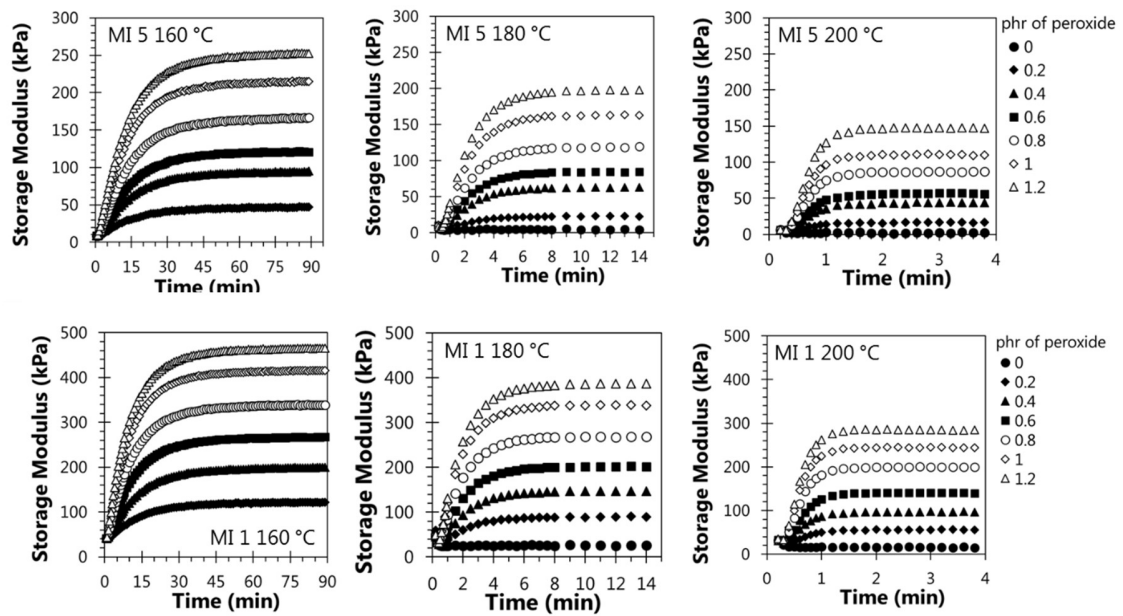 MI 5 160 °C
Storage Modulus (kPa)
300
250
200
150
100
50
0
0 15 30 45 60 75 90
Time (min)
MI 5 180 °C
Storage Modulus (kPa)
300
250
200
150
100
50
0
0 2 4 6 8 10 12 14
Time (min)
MI 5 200 °C
Storage Modulus (kPa)
300
250
200
150
100
50
0
0 1 2 3 4
Time (min)
phr of peroxide
0
0.2
0.4
0.6
0.8
1
1.2
MI 1 160 °C
Storage Modulus (kPa)
500
400
300
200
100
0
0 15 30 45 60 75 90
Time (min)
MI 1 180 °C
Storage Modulus (kPa)
500
400
300
200
100
0
0 2 4 6 8 10 12 14
Time (min)
MI 1 200 °C
Storage Modulus (kPa)
500
400
300
200
100
0
0 1 2 3 4
Time (min)
phr of peroxide
0
0.2
0.4
0.6
0.8
1
1.2